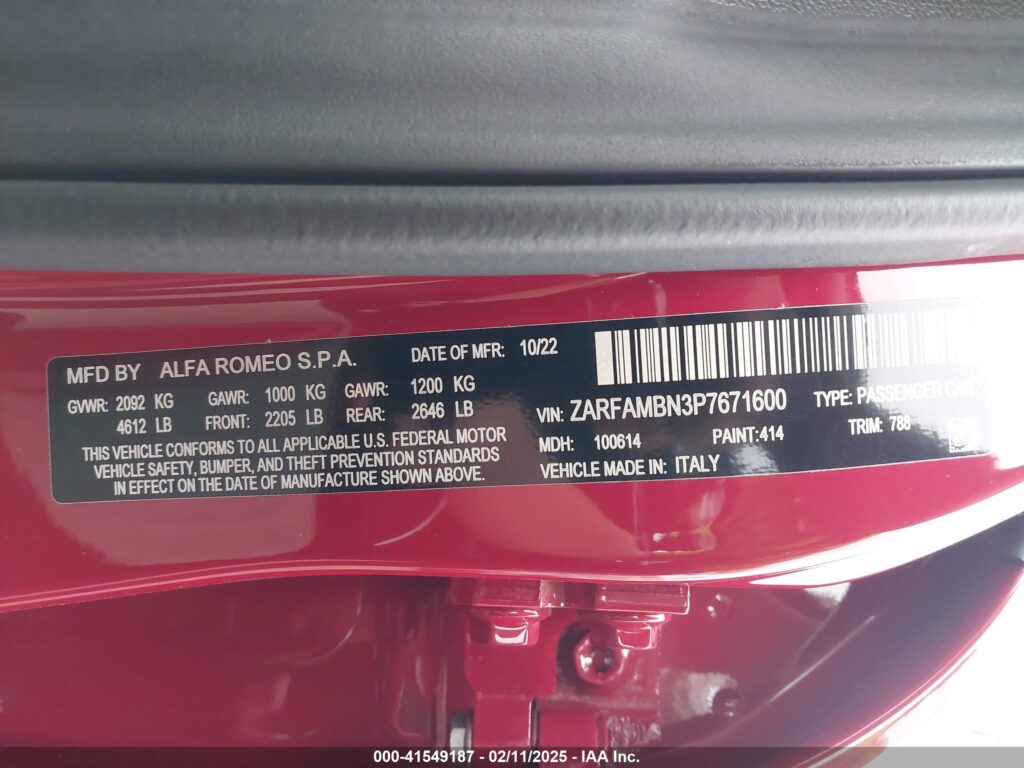 MFD BY ALFA ROMEO S.P.A. DATE OF MFR: 10/22
GVWR: 2092 KG GAWR: 1000 KG GAWR: 1200 KG
4612 LB FRONT: 2205 LB REAR: 2646 LB
THIS VEHICLE CONFORMS TO ALL APPLICABLE U.S. FEDERAL MOTOR
VEHICLE SAFETY, BUMPER, AND THEFT PREVENTION STANDARDS
IN EFFECT ON THE DATE OF MANUFACTURE SHOWN ABOVE.
VIN: ZARFAMBN3P7671600 TYPE: PASSENGER CAR
MDH: 100614 PAINT:414 TRIM: 788
VEHICLE MADE IN: ITALY
000-41549187 - 02/11/2025 - IAA Inc.